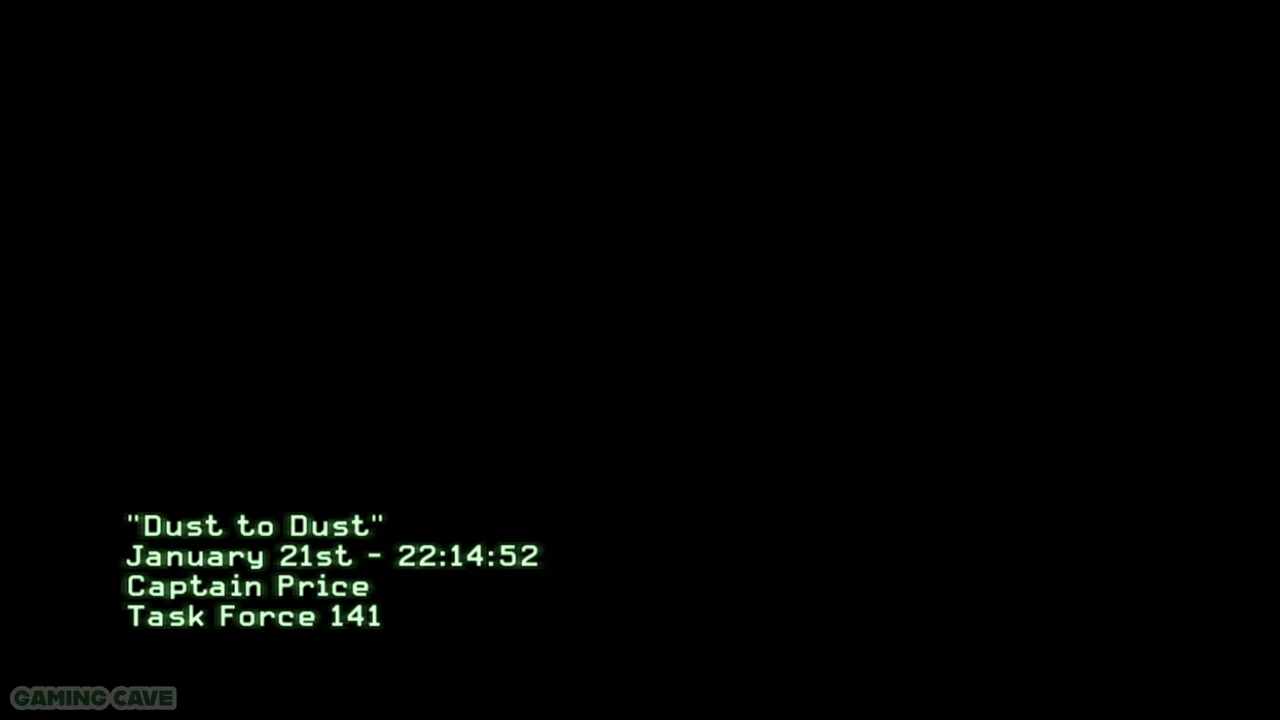 "Dust to Dust"
January 21st - 22:14:52
Captain Price
Task Force 141
GAMING CAVE